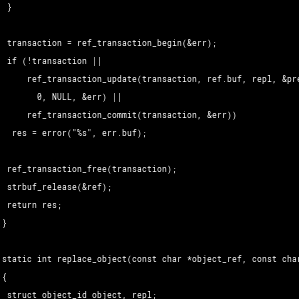 }
transaction = ref_transaction_begin(&err);
if (!transaction ||
ref_transaction_update(transaction, ref.buf, repl, &pre
0, NULL, &err) ||
ref_transaction_commit(transaction, &err))
res = error("%s", err.buf);
ref_transaction_free(transaction);
strbuf_release(&ref);
return res;
}
static int replace_object(const char *object_ref, const char
{
struct object_id object, repl;